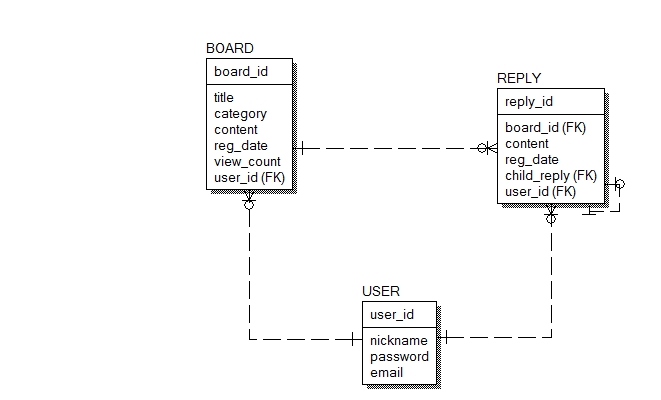 BOARD
board_id
title
category
content
reg_date
view_count
user_id (FK)
REPLY
reply_id
board_id (FK)
content
reg_date
child_reply (FK)
user_id (FK)
USER
user_id
nickname
password
email